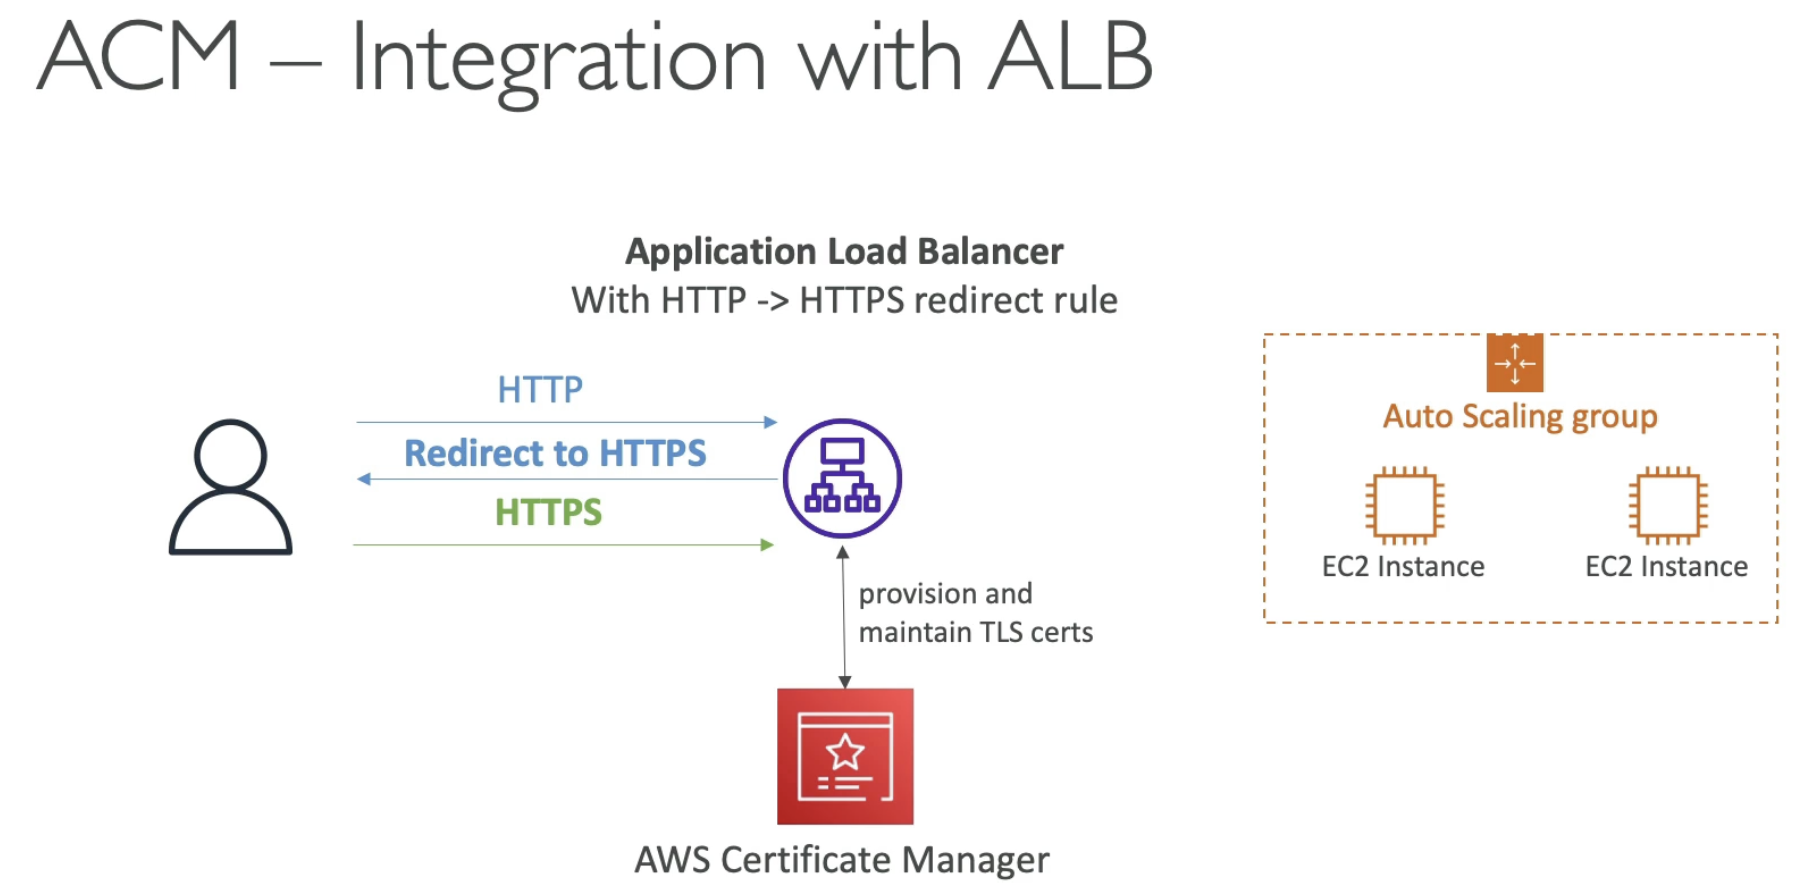 ACM – Integration with ALB
Application Load Balancer
With HTTP -> HTTPS redirect rule
HTTP
Redirect to HTTPS
HTTPS
provision and
maintain TLS certs
AWS Certificate Manager
Auto Scaling group
EC2 Instance
EC2 Instance